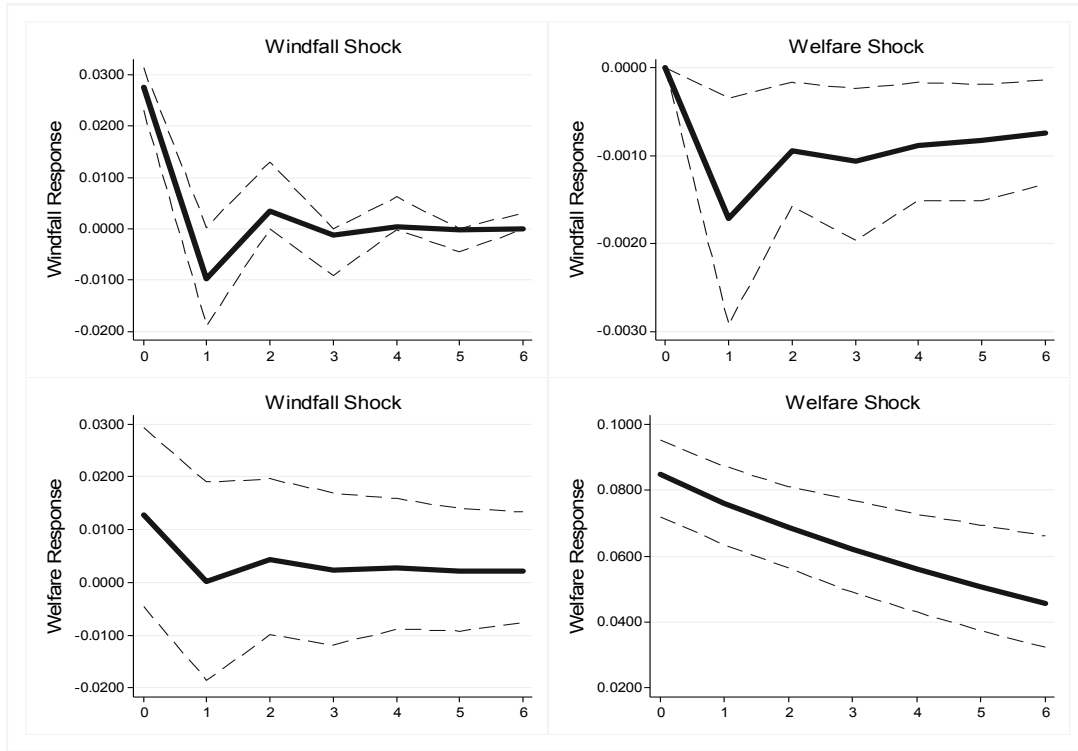 Windfall Shock
Windfall Response
0.0300
0.0200
0.0100
0.0000
-0.0100
-0.0200
0 1 2 3 4 5 6
Welfare Shock
Windfall Response
0.0000
-0.0010
-0.0020
-0.0030
0 1 2 3 4 5 6
Windfall Shock
Welfare Response
0.0300
0.0200
0.0100
0.0000
-0.0100
-0.0200
0 1 2 3 4 5 6
Welfare Shock
Welfare Response
0.1000
0.0800
0.0600
0.0400
0.0200
0 1 2 3 4 5 6